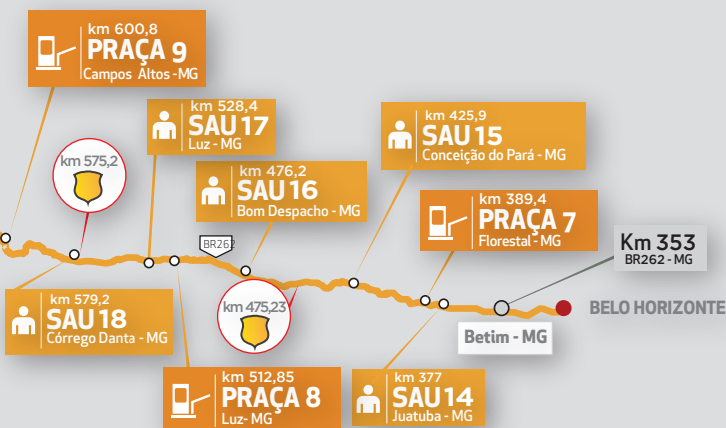 km 600,8
PRAÇA 9
Campos Altos - MG
km 528,4
SAU 17
Luz - MG
km 425,9
SAU 15
Conceição do Pará - MG
km 575,2
km 476,2
SAU 16
Bom Despacho - MG
km 389,4
PRAÇA 7
Florestal - MG
Km 353
BR262 - MG
BR262
km 579,2
SAU 18
Córrego Danta - MG
km 475,23
BELO HORIZONTE
Betim - MG
km 512,85
PRAÇA 8
Luz- MG
km 377
SAU 14
Juatuba - MG